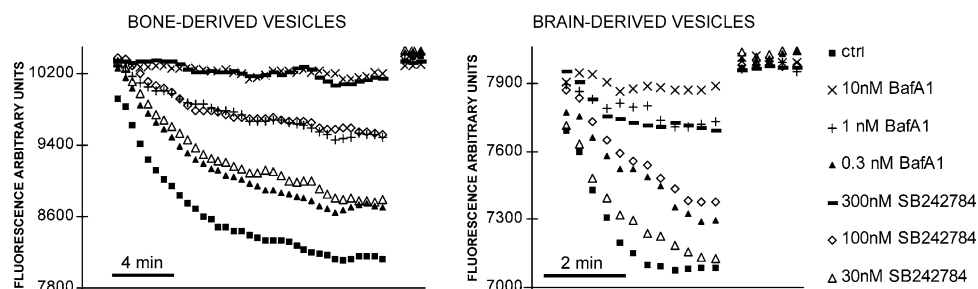 BONE-DERIVED VESICLES
FLUORESCENCE ARBITRARY UNITS
10200
9400
8600
7800
4 min
BRAIN-DERIVED VESICLES
FLUORESCENCE ARBITRARY UNITS
7900
7600
7300
7000
2 min
ctrl
10nM BafA1
1 nM BafA1
0.3 nM BafA1
300nM SB242784
100nM SB242784
30nM SB242784